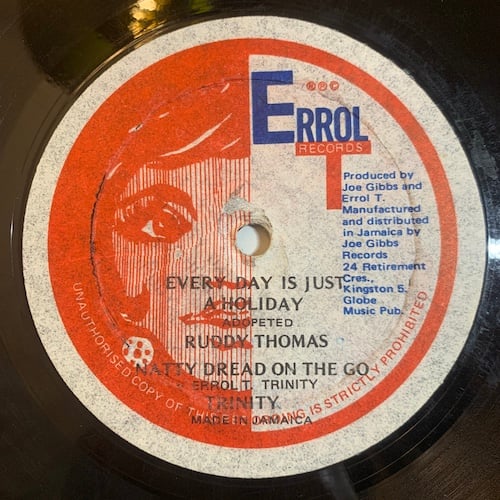 ERROL
RECORDS
T
Produced by
Joe Gibbs and
Errol T.
Manufactured
and distributed
in Jamaica by
Joe Gibbs
Records
24 Retirement
Cres.,
Kingston 5.
Globe
Music Pub.
EVERY DAY IS JUST
A HOLIDAY
ADOPETED
RUDDY THOMAS
NATTY DREAD ON THE GO
ERROL T. TRINITY
TRINITY
MADE IN JAMAICA
UNAUTHORISED COPY OF THIS IS STRICTLY PROHIBITED